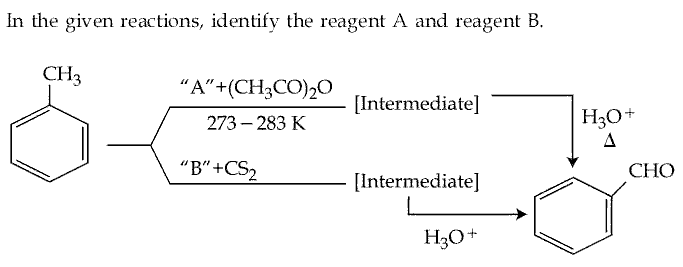 In the given reactions, identify the reagent A and reagent B.
CH₃
"A"+(CH₃CO)₂O
273 – 283 K
[Intermediate]
H₃O⁺
Δ
"B"+CS₂
[Intermediate]
H₃O⁺
CHO